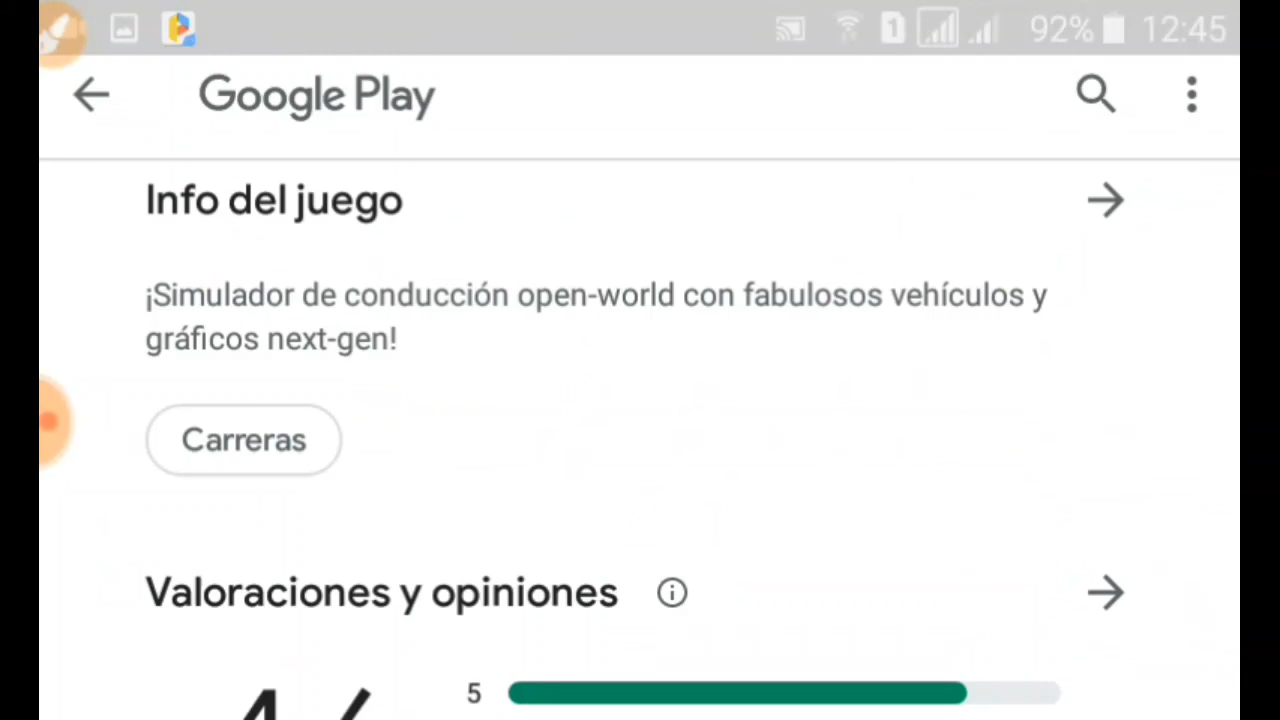 1 92% 12:45
Google Play
Info del juego
¡Simulador de conducción open-world con fabulosos vehículos y
gráficos next-gen!
Carreras
Valoraciones y opiniones
5